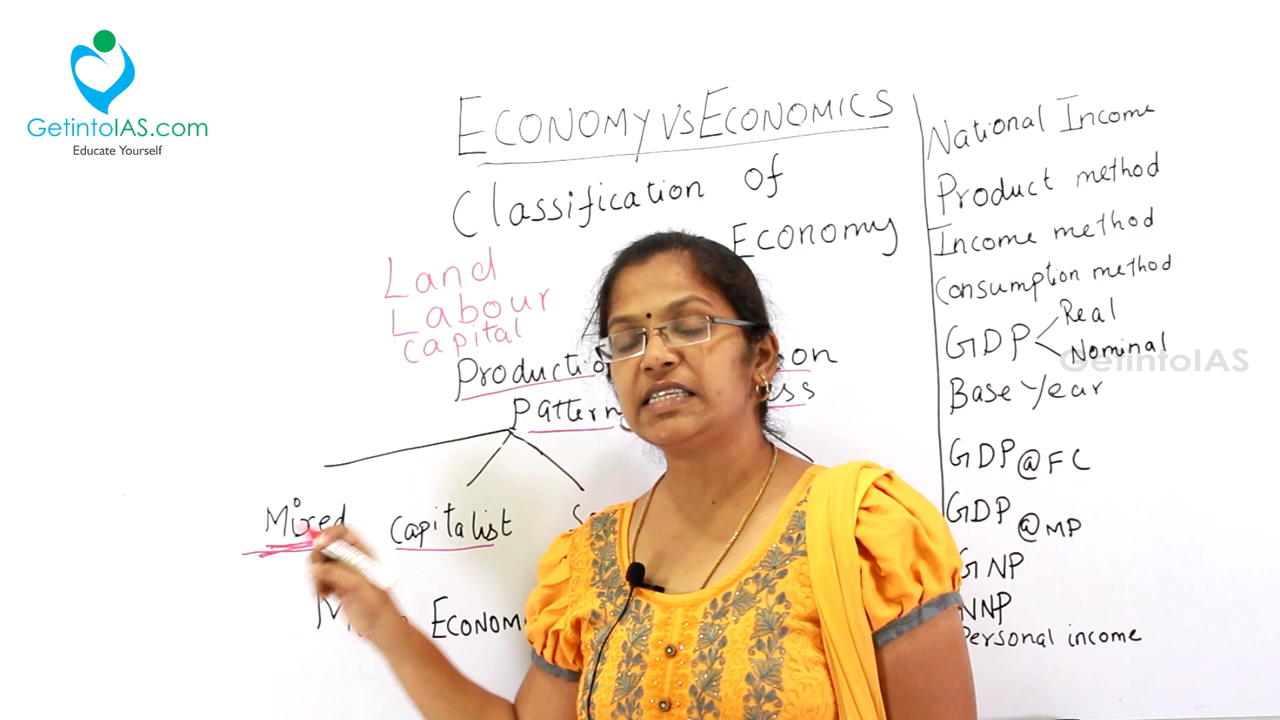 GetintoIAS.com
Educate Yourself
ECONOMY VS ECONOMICS
Classification of
Economy
Land
Labour
Capital
Production
Pattern
Mixed
Capitalist
National Income
Product method
Income method
Consumption method
GDP
Real
Nominal
GetintoIAS
Base Year
GDP @FC
GDP @MP
GNP
NNP
Personal income